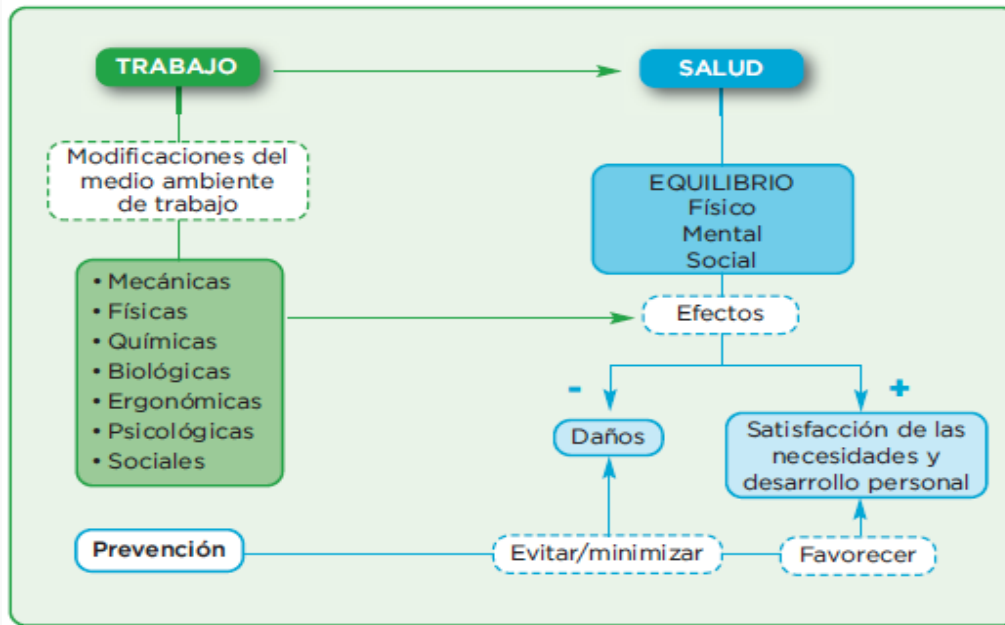 TRABAJO
SALUD
Modificaciones del
medio ambiente
de trabajo
EQUILIBRIO
Físico
Mental
Social
• Mecánicas
• Físicas
• Químicas
• Biológicas
• Ergonómicas
• Psicológicas
• Sociales
Efectos
-
+
Daños
Satisfacción de las
necesidades y
desarrollo personal
Prevención
Evitar/minimizar
Favorecer